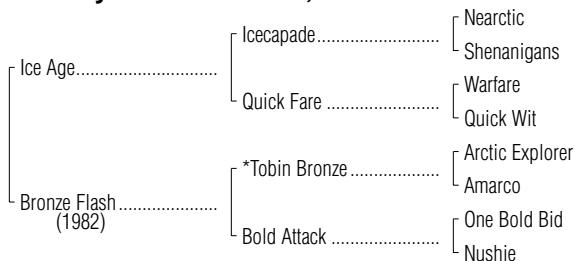 Nearctic
Icecapade
Shenanigans
Ice Age
Warfare
Quick Fare
Quick Wit
Arctic Explorer
*Tobin Bronze
Amarco
Bronze Flash
(1982)
One Bold Bid
Bold Attack
Nushie